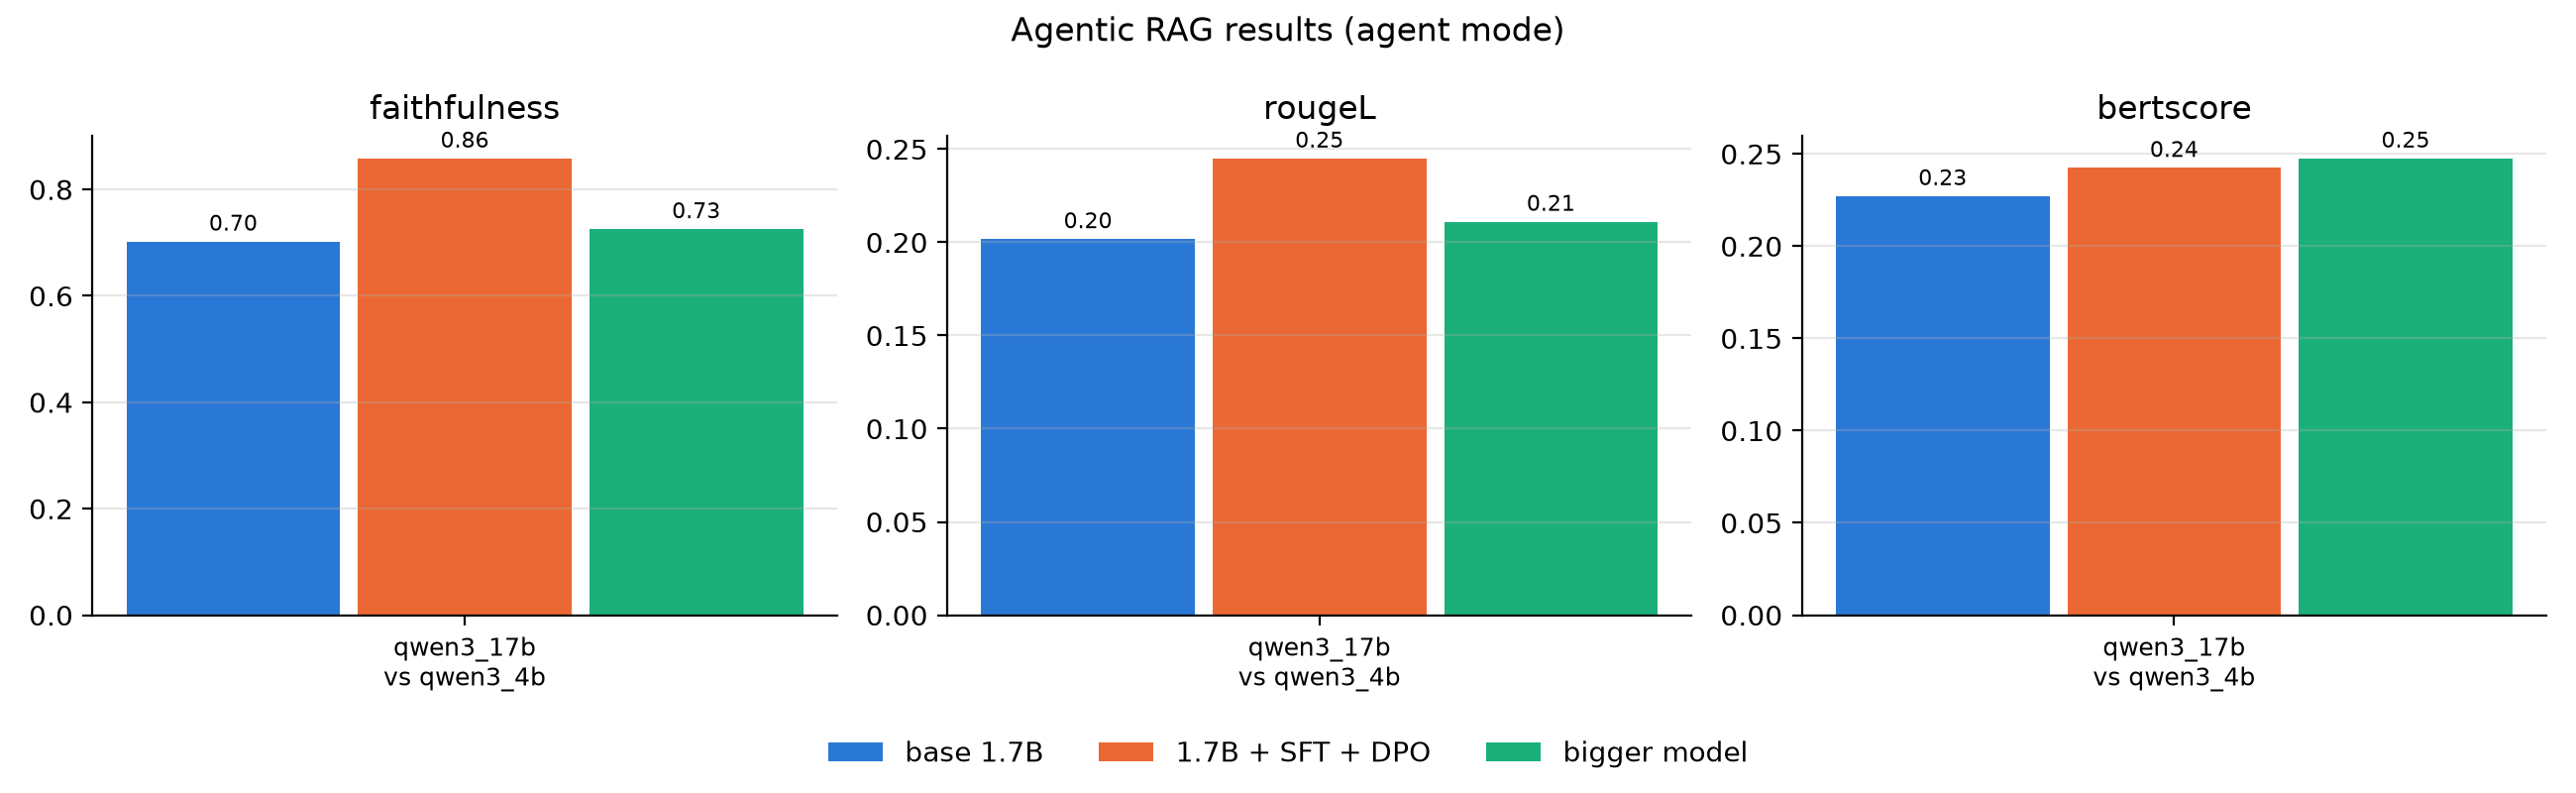 Agentic RAG results (agent mode)
faithfulness
0.8
0.6
0.4
0.2
0.0
0.70
0.86
0.73
qwen3_17b
vs qwen3_4b
rougeL
0.25
0.20
0.15
0.10
0.05
0.00
0.20
0.25
0.21
qwen3_17b
vs qwen3_4b
bertscore
0.25
0.20
0.15
0.10
0.05
0.00
0.23
0.24
0.25
qwen3_17b
vs qwen3_4b
base 1.7B
1.7B + SFT + DPO
bigger model